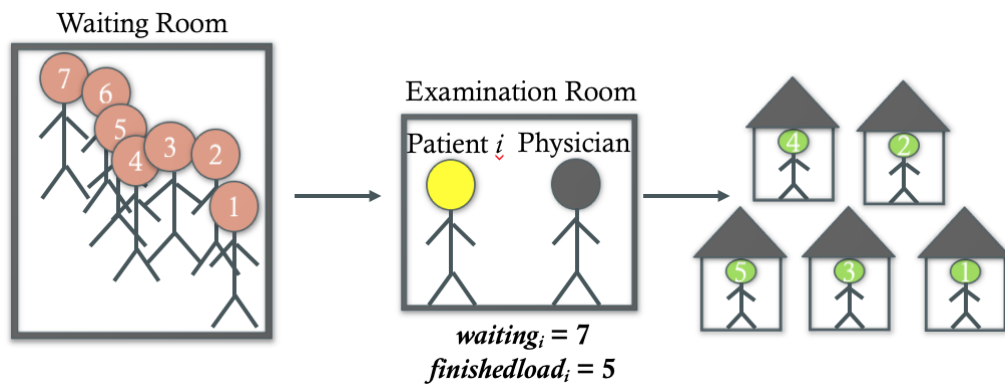 Waiting Room
7
6
5
4
3
2
1
Examination Room
Patient i Physician
waitingᵢ = 7
finishedloadᵢ = 5
4
2
5
3
1